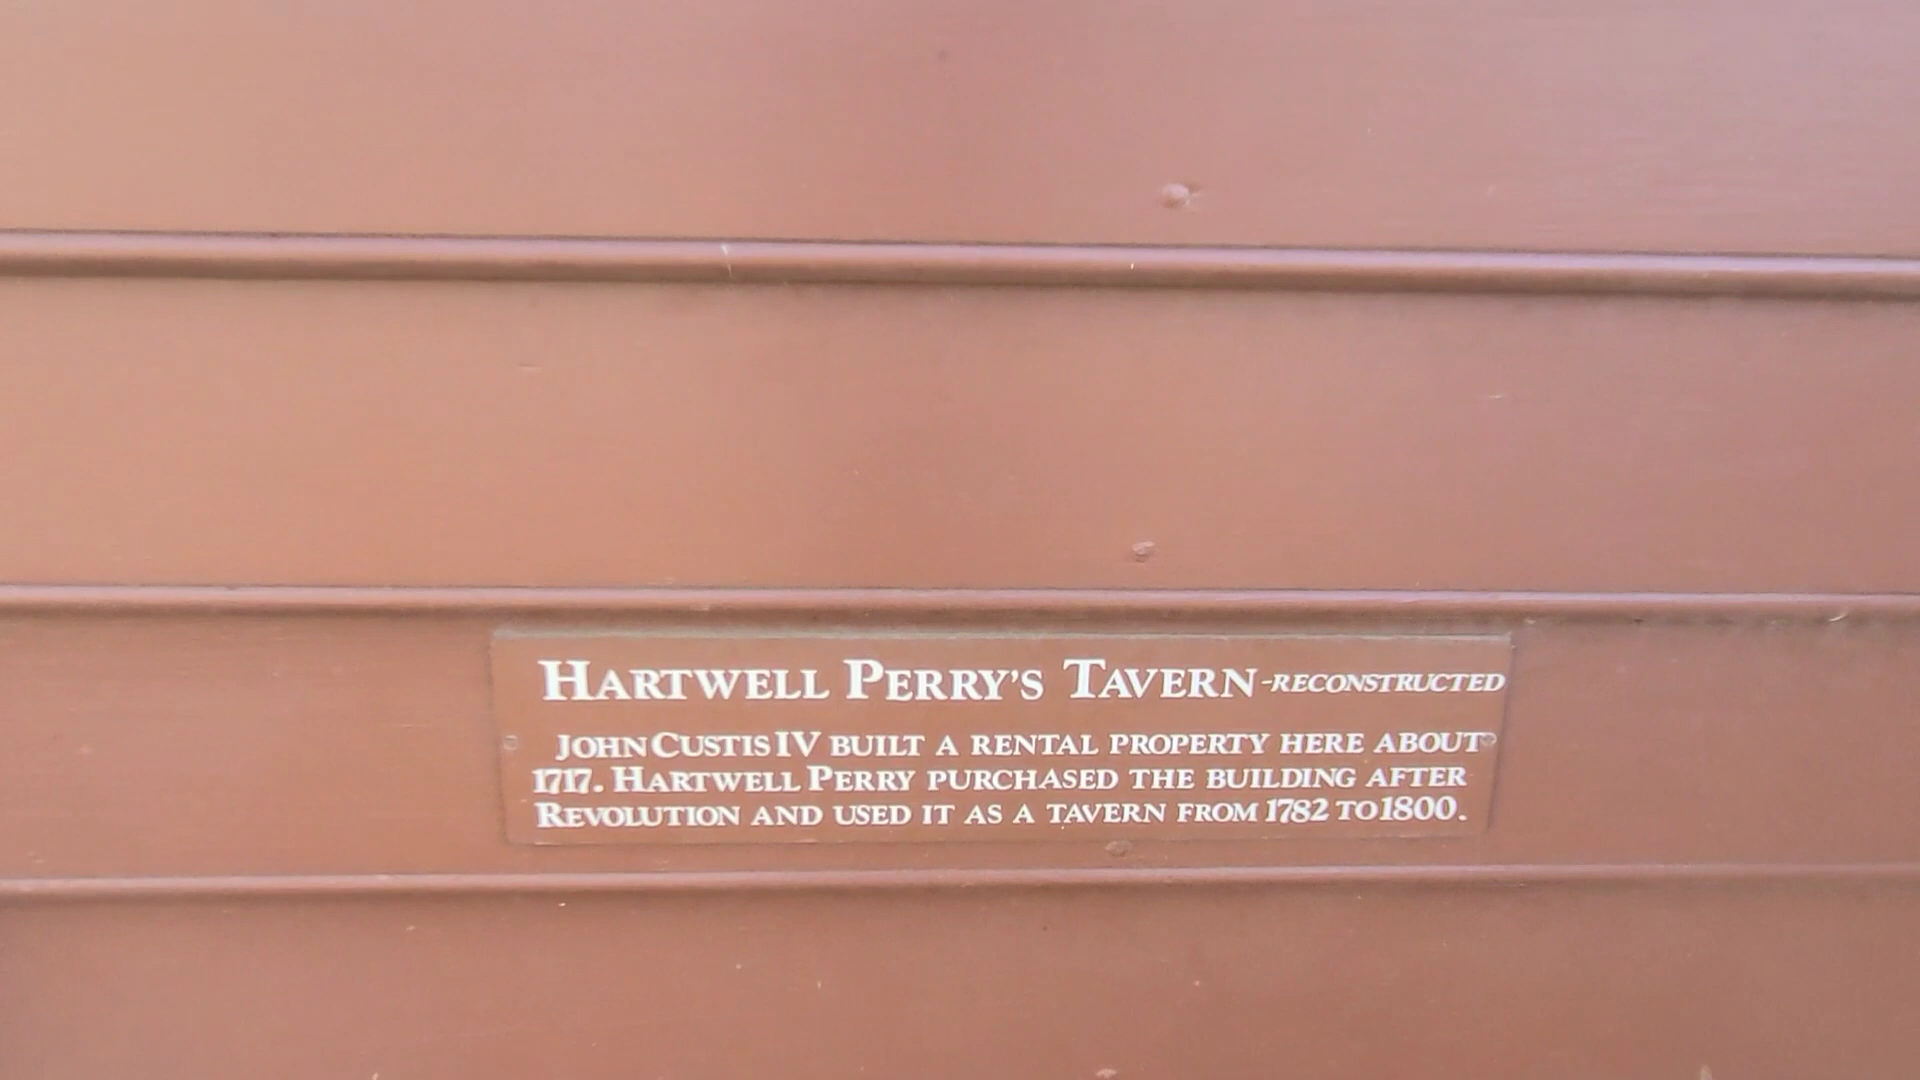 HARTWELL PERRY'S TAVERN-RECONSTRUCTED
JOHN CUSTIS IV BUILT A RENTAL PROPERTY HERE ABOUT
1717. HARTWELL PERRY PURCHASED THE BUILDING AFTER
REVOLUTION AND USED IT AS A TAVERN FROM 1782 TO 1800.